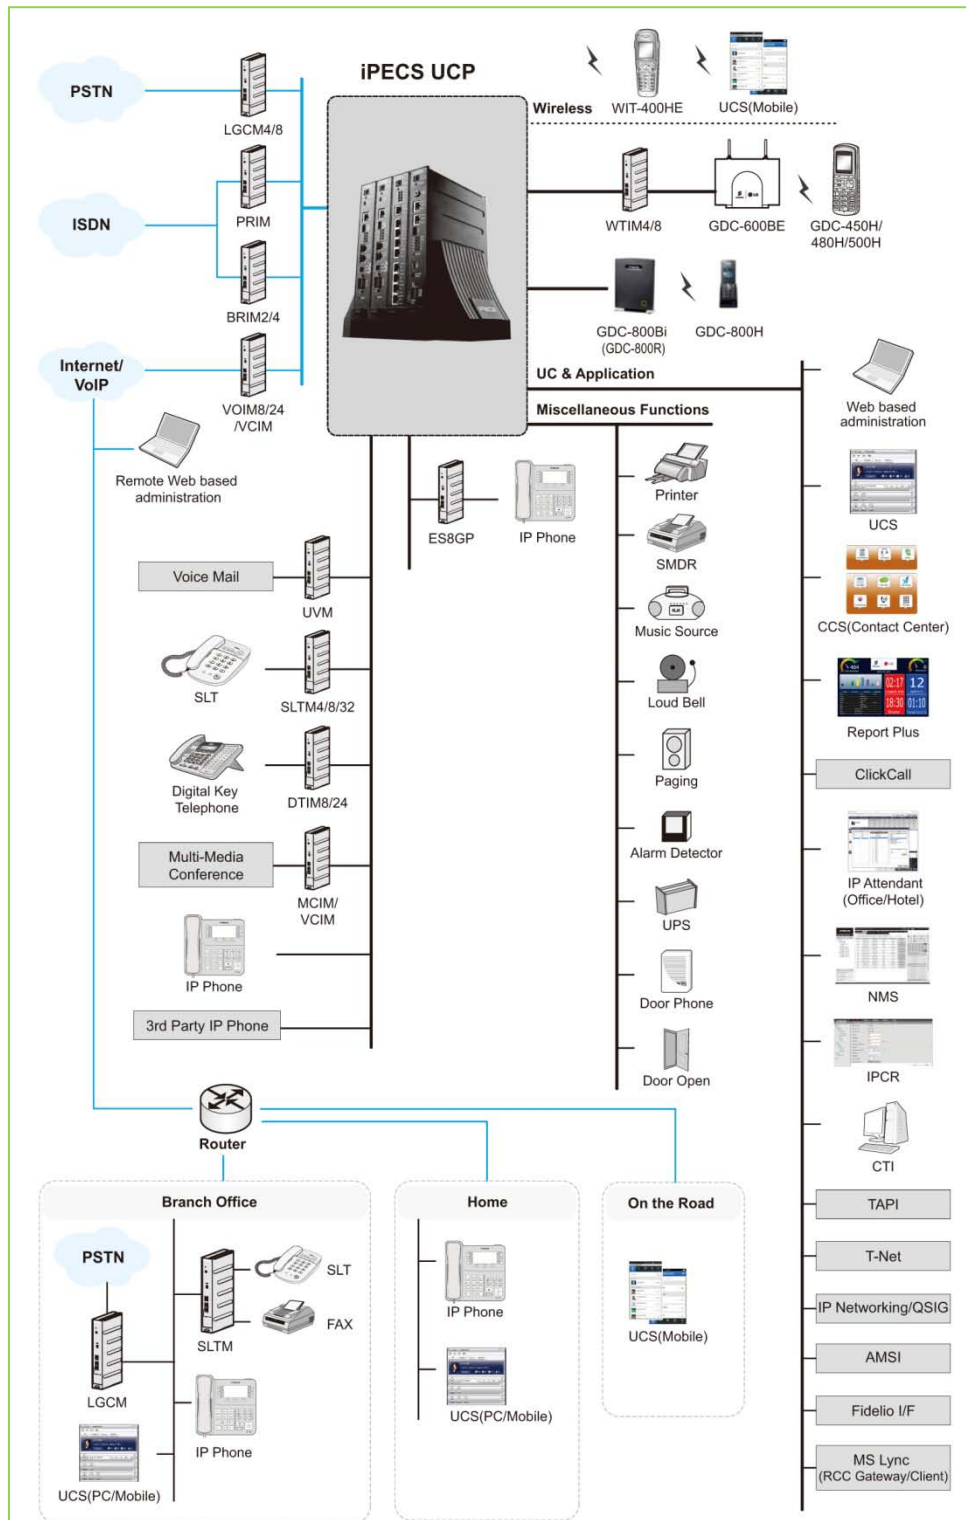 iPECS UCP
PSTN
LGCM4/8
ISDN
PRIM
BRIM2/4
Internet/
VoIP
VOIM8/24
/VCIM
Remote Web based
administration
Wireless
WIT-400HE
UCS(Mobile)
WTIM4/8
GDC-600BE
GDC-450H/
480H/500H
GDC-800Bi
(GDC-800R)
GDC-800H
UC & Application
Miscellaneous Functions
ES8GP
IP Phone
Voice Mail
UVM
SLT
SLTM4/8/32
Digital Key
Telephone
DTIM8/24
Multi-Media
Conference
MCIM/
VCIM
IP Phone
3rd Party IP Phone
Printer
SMDR
Music Source
Loud Bell
Paging
Alarm Detector
UPS
Door Phone
Door Open
Web based
administration
UCS
CCS(Contact Center)
02:17
12
18:30
01:10
Report Plus
ClickCall
IP Attendant
(Office/Hotel)
NMS
IPCR
CTI
TAPI
T-Net
IP Networking/QSIG
AMSI
Fidelio I/F
MS Lync
(RCC Gateway/Client)
Router
Branch Office
PSTN
LGCM
SLTM
SLT
FAX
IP Phone
UCS(PC/Mobile)
Home
IP Phone
UCS(PC/Mobile)
On the Road
UCS(Mobile)